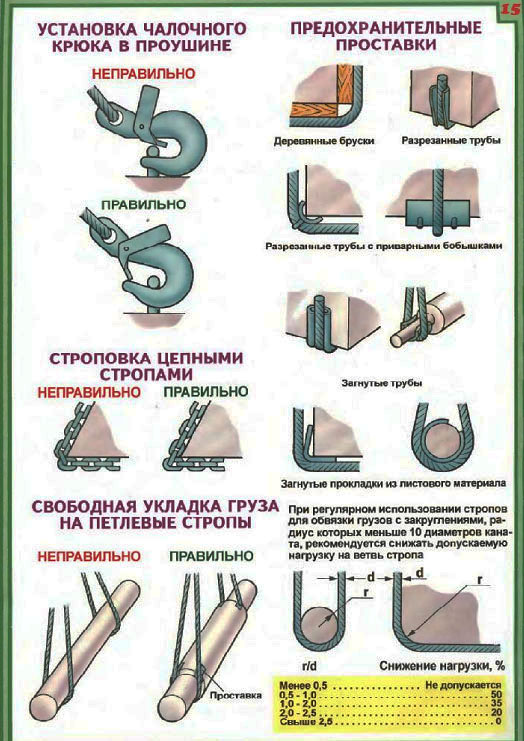 15
УСТАНОВКА ЧАЛОЧНОГО
КРЮКА В ПРОУШИНЕ
НЕПРАВИЛЬНО
ПРАВИЛЬНО
СТРОПОВКА ЦЕПНЫМИ
СТРОПАМИ
НЕПРАВИЛЬНО
ПРАВИЛЬНО
СВОБОДНАЯ УКЛАДКА ГРУЗА
НА ПЕТЛЕВЫЕ СТРОПЫ
НЕПРАВИЛЬНО
ПРАВИЛЬНО
Проставка
ПРЕДОХРАНИТЕЛЬНЫЕ
ПРОСТАВКИ
Деревянные бруски
Разрезанные трубы
Разрезанные трубы с приварными бобышками
Загнутые трубы
Загнутые прокладки из листового материала
При регулярном использовании стропов
для обвязки грузов с закруглениями, ра-
диус которых меньше 10 диаметров кана-
та, рекомендуется снижать допускаемую
нагрузку на ветвь стропа
d
r
d
r
r/d
Снижение нагрузки, %
Менее 0,5 ........................ Не допускается
0,5 - 1,0 ........................ 50
1,0 - 2,0 ........................ 35
2,0 - 2,5 ........................ 20
Свыше 2,5 ........................ 0